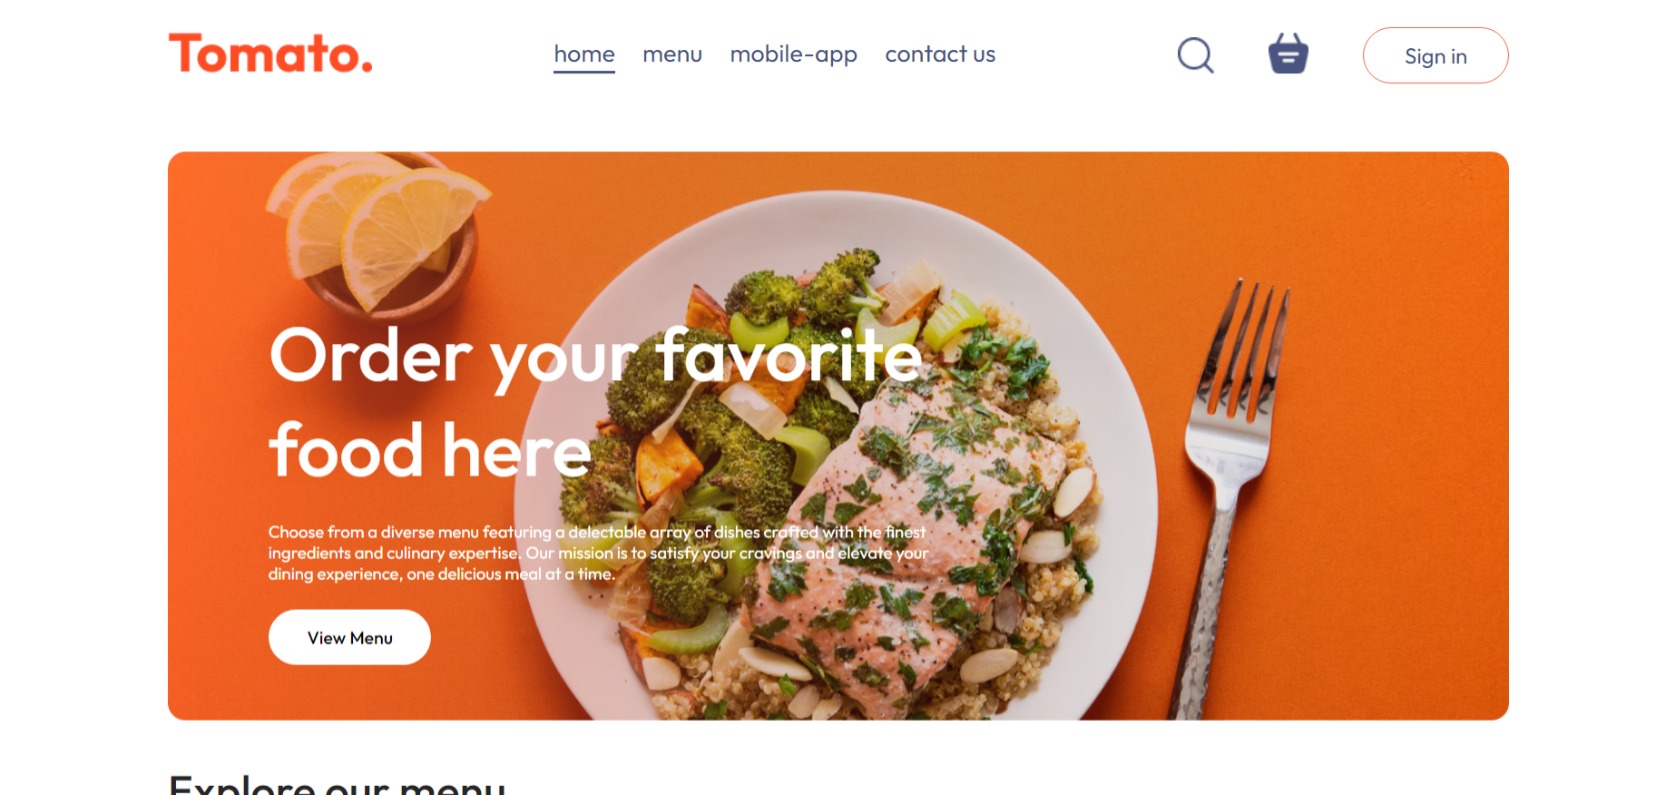 Tomato.
home menu mobile-app contact us
Sign in
Order your favorite
food here
Choose from a diverse menu featuring a delectable array of dishes crafted with the finest
ingredients and culinary expertise. Our mission is to satisfy your cravings and elevate your
dining experience, one delicious meal at a time.
View Menu
Explore our menu